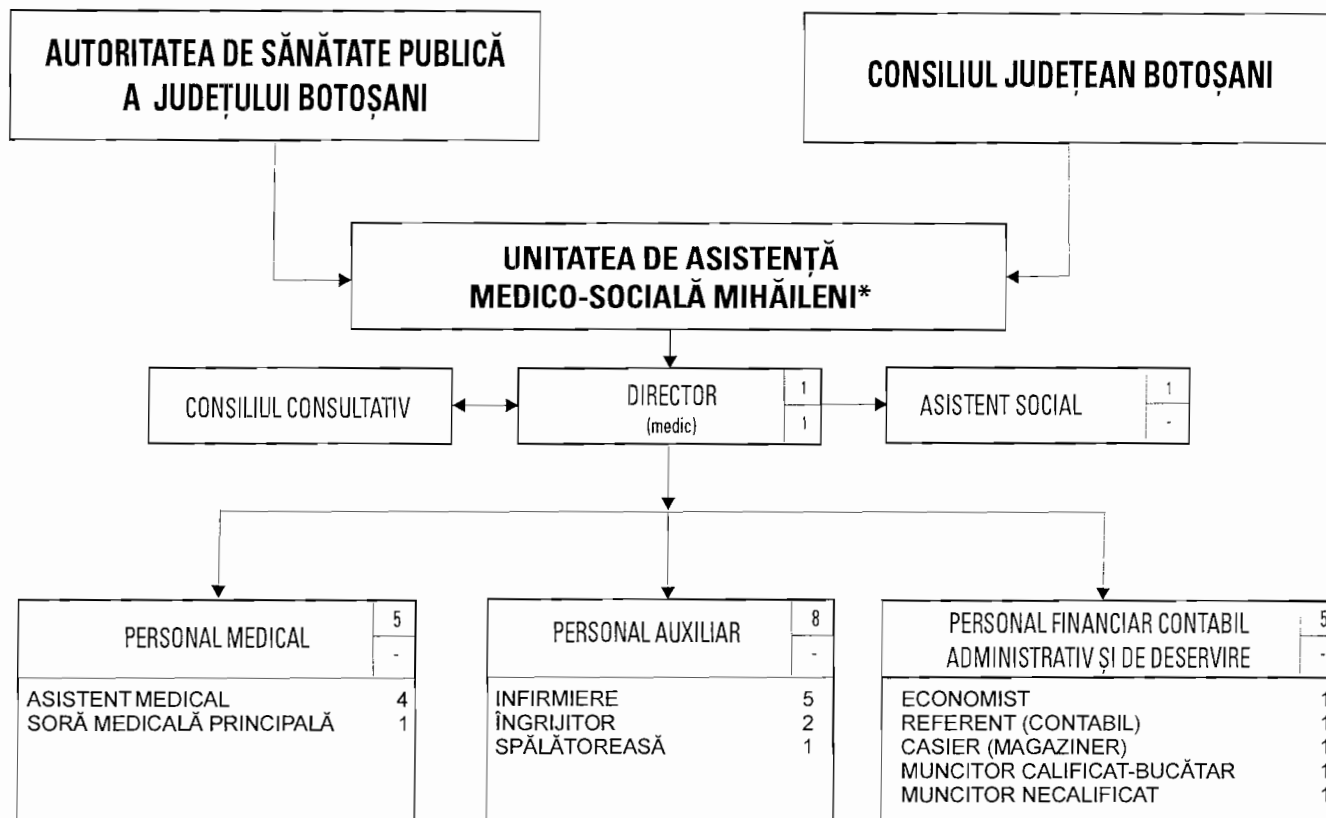 AUTORITATEA DE SĂNĂTATE PUBLICĂ
A JUDEȚULUI BOTOȘANI
CONSILIUL JUDEȚEAN BOTOȘANI
UNITATEA DE ASISTENȚĂ
MEDICO-SOCIALĂ MIHĂILENI*
CONSILIUL CONSULTATIV
DIRECTOR
(medic)
1
1
ASISTENT SOCIAL
1
-
PERSONAL MEDICAL
5
-
ASISTENT MEDICAL 4
SORĂ MEDICALĂ PRINCIPALĂ 1
PERSONAL AUXILIAR
8
-
INFIRMIERE 5
ÎNGRIJITOR 2
SPĂLĂTOREASĂ 1
PERSONAL FINANCIAR CONTABIL
ADMINISTRATIV ȘI DE DESERVIRE
5
-
ECONOMIST 1
REFERENT (CONTABIL) 1
CASIER (MAGAZINER) 1
MUNCITOR CALIFICAT-BUCĂTAR 1
MUNCITOR NECALIFICAT 1